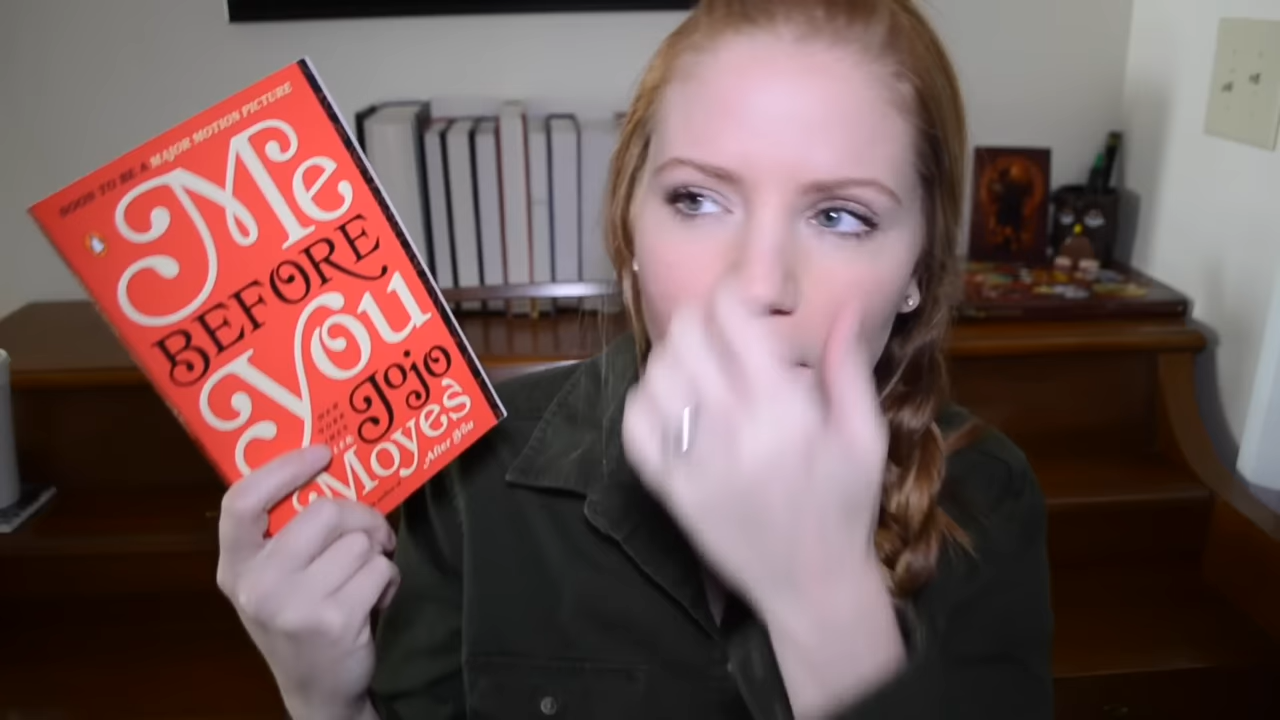 SOON TO BE A MAJOR MOTION PICTURE
Me
BEFORE
You
Jojo
Moyes
After You